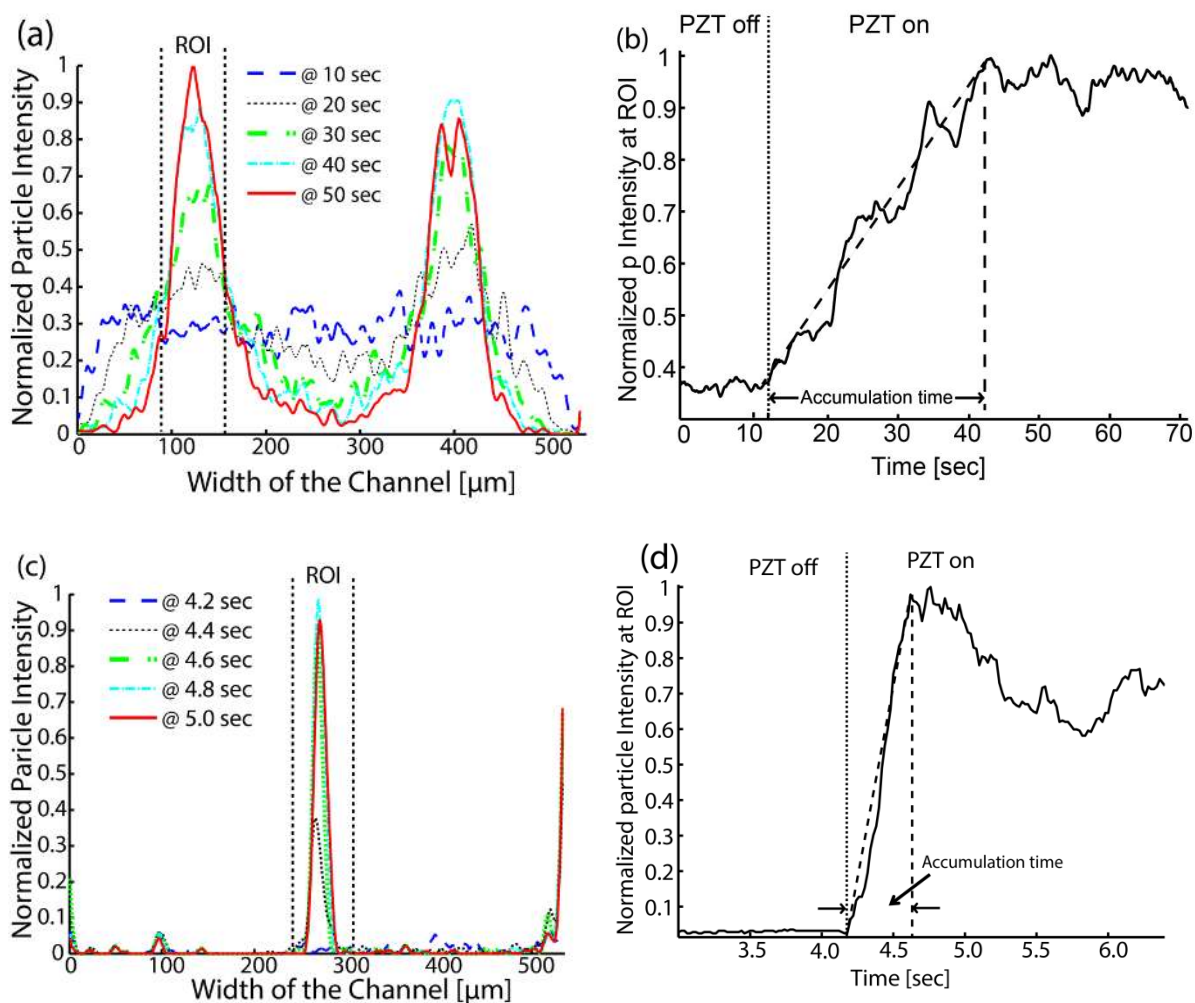 (a)
ROI
Normalized Particle Intensity
1
0.9
0.8
0.7
0.6
0.5
0.4
0.3
0.2
0.1
0
@ 10 sec
@ 20 sec
@ 30 sec
@ 40 sec
@ 50 sec
0 100 200 300 400 500
Width of the Channel [µm]
(b)
PZT off PZT on
Normalized p Intensity at ROI
1
0.9
0.8
0.7
0.6
0.5
0.4
Accumulation time
0 10 20 30 40 50 60 70
Time [sec]
(c)
ROI
Normalized Paricle Intensity
1
0.9
0.8
0.7
0.6
0.5
0.4
0.3
0.2
0.1
0
@ 4.2 sec
@ 4.4 sec
@ 4.6 sec
@ 4.8 sec
@ 5.0 sec
0 100 200 300 400 500
Width of the Channel [µm]
(d)
PZT off PZT on
Normalized particle Intensity at ROI
1
0.9
0.8
0.7
0.6
0.5
0.4
0.3
0.2
0.1
Accumulation time
3.5 4.0 4.5 5.0 5.5 6.0
Time [sec]